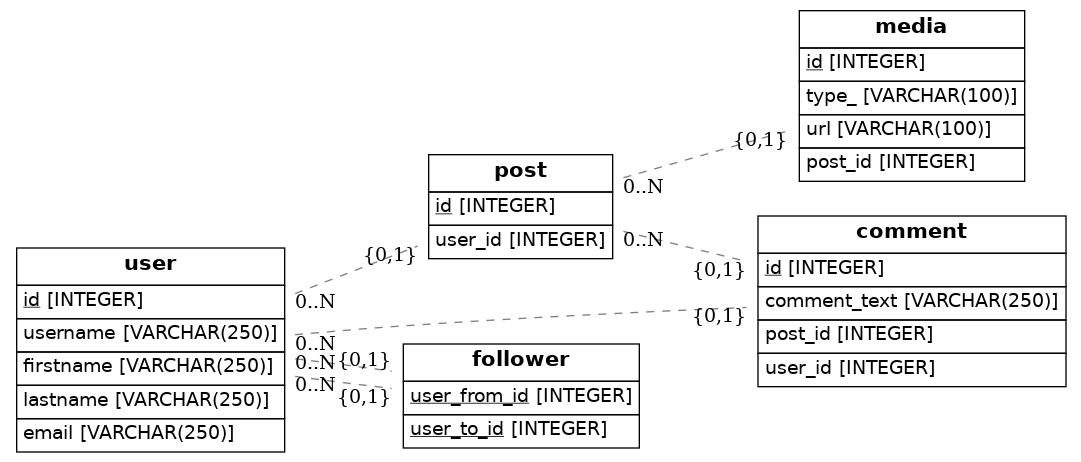 media
id [INTEGER]
type_ [VARCHAR(100)]
url [VARCHAR(100)]
post_id [INTEGER]
{0,1}
0..N
post
id [INTEGER]
user_id [INTEGER]
0..N
{0,1}
comment
id [INTEGER]
comment_text [VARCHAR(250)]
post_id [INTEGER]
user_id [INTEGER]
{0,1}
{0,1}
0..N
user
id [INTEGER]
username [VARCHAR(250)]
firstname [VARCHAR(250)]
lastname [VARCHAR(250)]
email [VARCHAR(250)]
0..N
0..N
0..N
{0,1}
{0,1}
follower
user_from_id [INTEGER]
user_to_id [INTEGER]